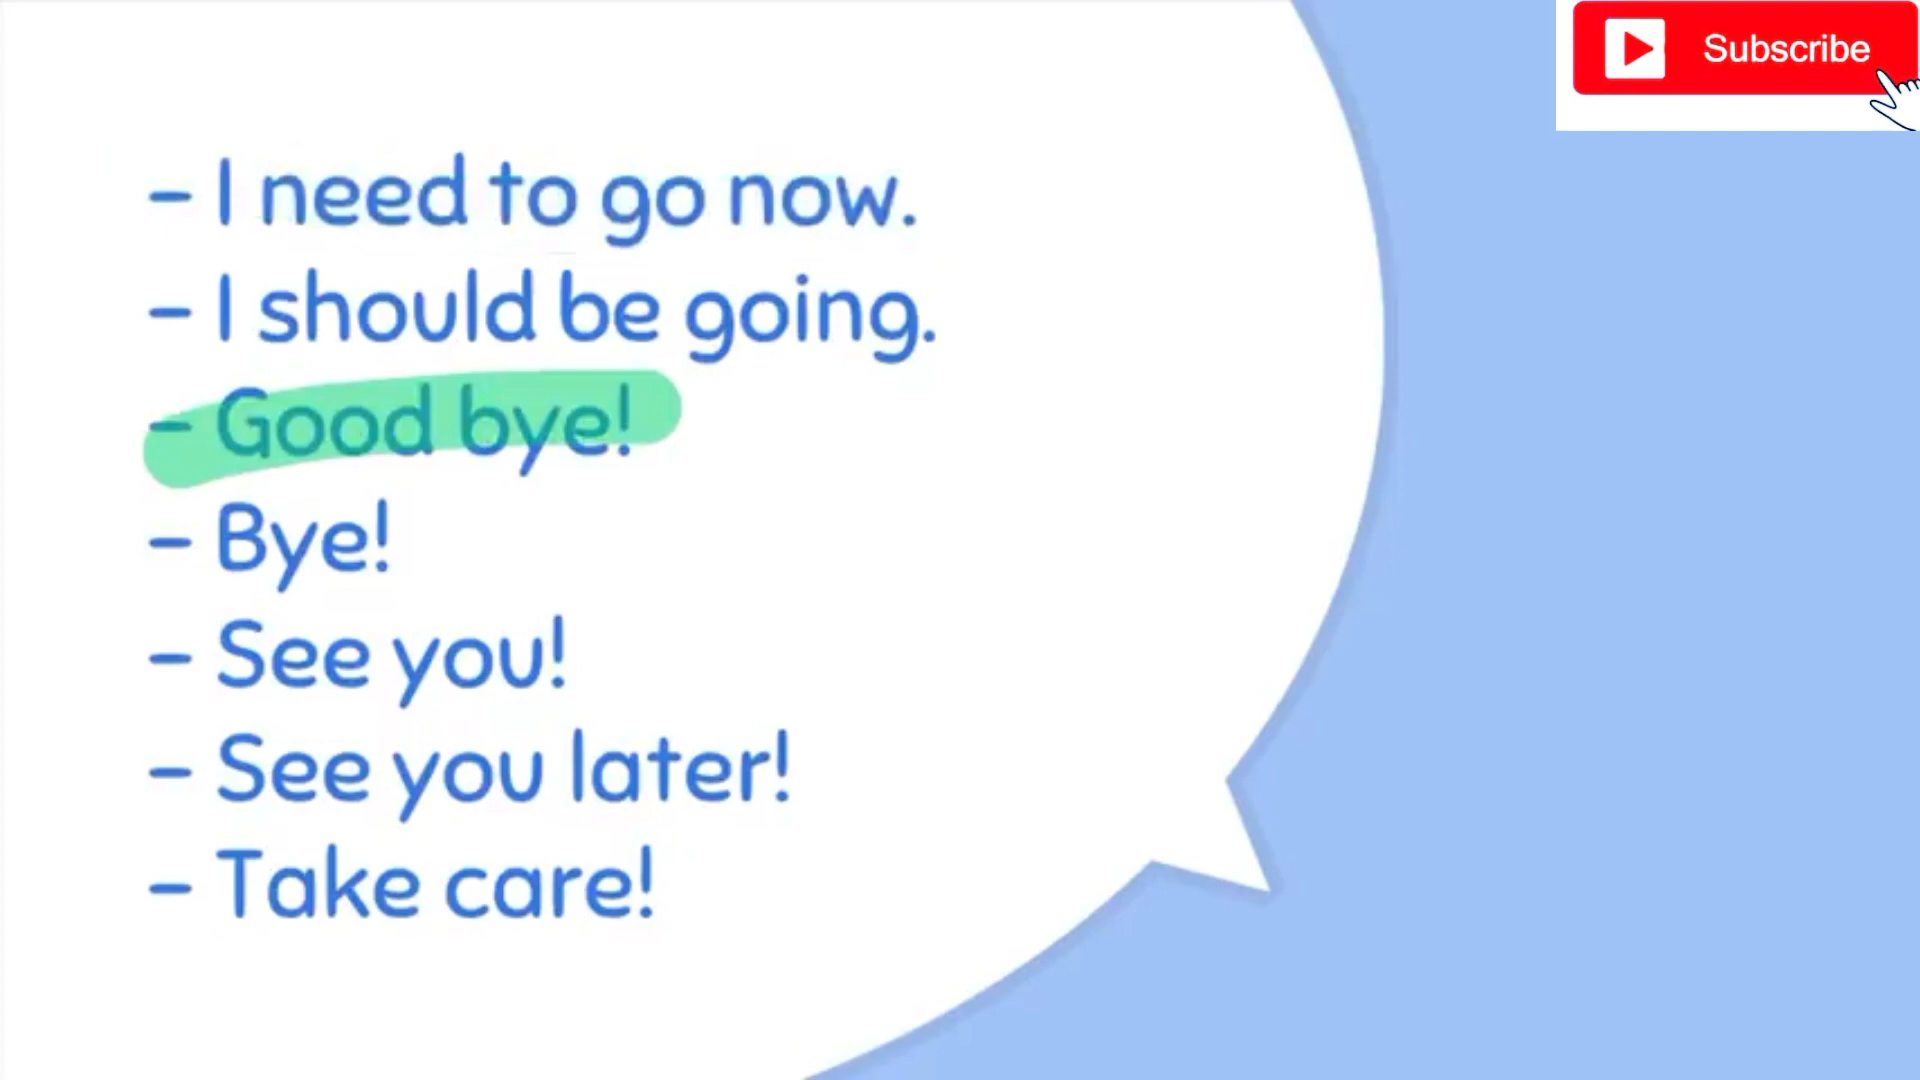 Subscribe
– I need to go now.
– I should be going.
– Good bye!
– Bye!
– See you!
– See you later!
– Take care!